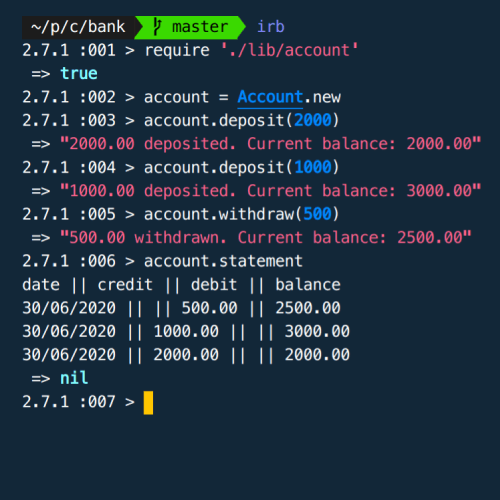 ~/p/c/bank master irb
2.7.1 :001 > require './lib/account'
=> true
2.7.1 :002 > account = Account.new
2.7.1 :003 > account.deposit(2000)
=> "2000.00 deposited. Current balance: 2000.00"
2.7.1 :004 > account.deposit(1000)
=> "1000.00 deposited. Current balance: 3000.00"
2.7.1 :005 > account.withdraw(500)
=> "500.00 withdrawn. Current balance: 2500.00"
2.7.1 :006 > account.statement
date || credit || debit || balance
30/06/2020 || || 500.00 || 2500.00
30/06/2020 || 1000.00 || || 3000.00
30/06/2020 || 2000.00 || || 2000.00
=> nil
2.7.1 :007 >